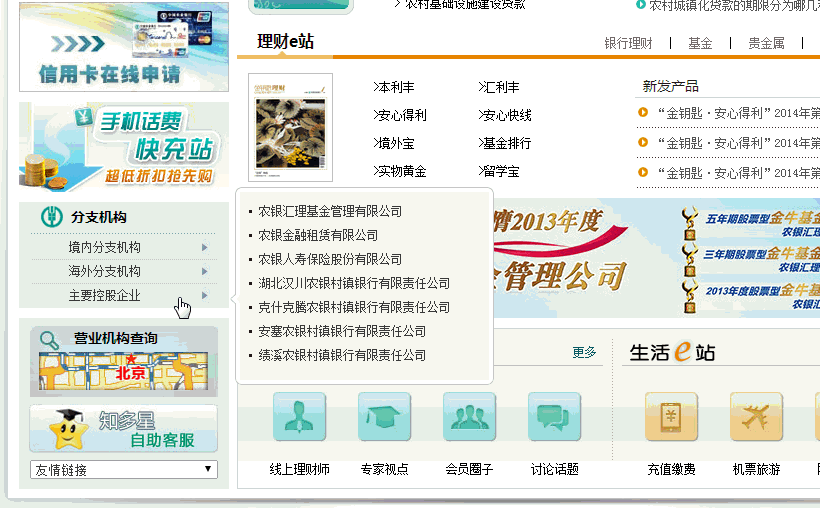 农村基础设施建设贷款
农村城镇化贷款的期限分为哪几
信用卡在线申请
手机话费
快充站
超低折扣抢先购
分支机构
境内分支机构
海外分支机构
主要控股企业
营业机构查询
北京
知多星
自助客服
友情链接
理财e站
银行理财 | 基金 | 贵金属 |
金钥匙理财
>本利丰
>汇利丰
>安心得利
>安心快线
>境外宝
>基金排行
>实物黄金
>留学宝
新发产品
“金钥匙·安心得利”2014年第
“金钥匙·安心得利”2014年第
“金钥匙·安心得利”2014年第
农银汇理基金管理有限公司
农银金融租赁有限公司
农银人寿保险股份有限公司
湖北汉川农银村镇银行有限责任公司
克什克腾农银村镇银行有限责任公司
安塞农银村镇银行有限责任公司
绩溪农银村镇银行有限责任公司
2013年度
金管理公司
五年期股票型金牛基金
农银汇
三年期股票型金牛基金
农银汇
2013年度股票型金牛基
农银汇
更多
线上理财师
专家视点
会员圈子
讨论话题
生活e站
充值缴费
机票旅游